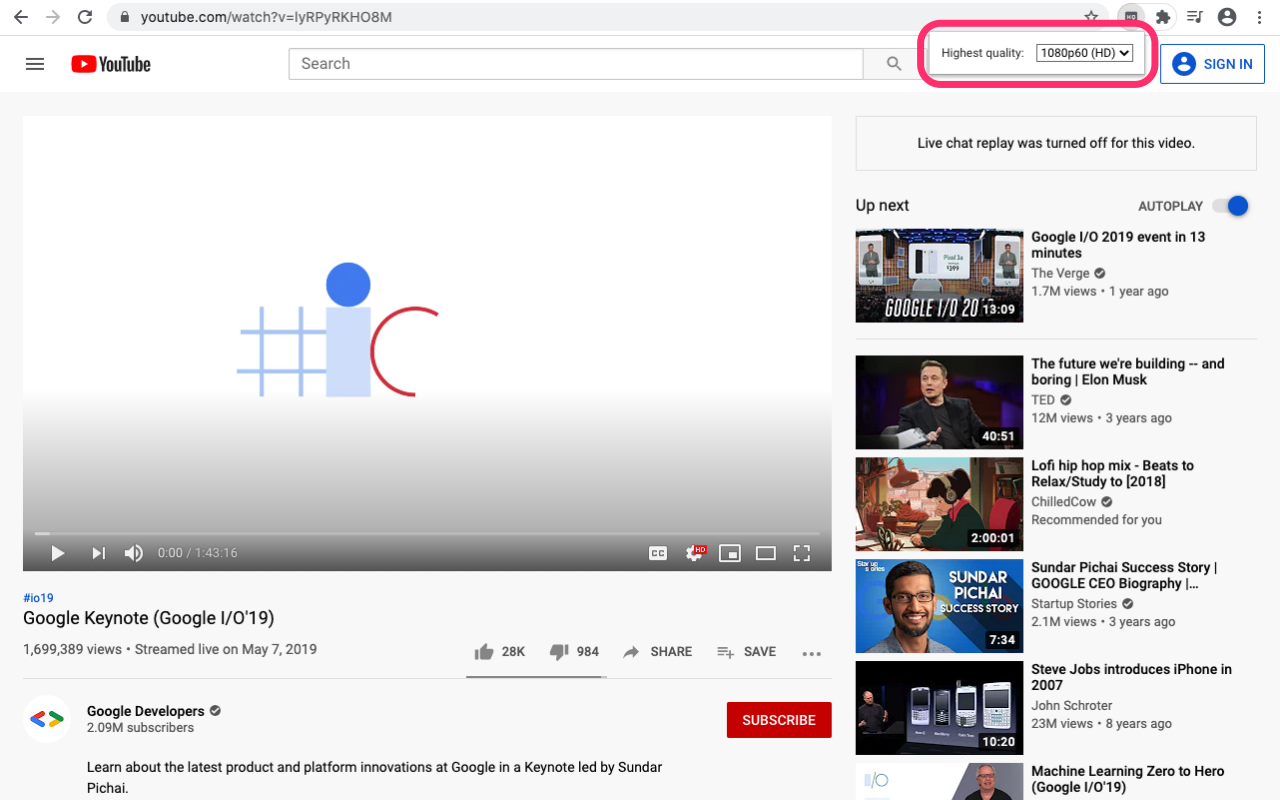 youtube.com/watch?v=lyRPyRKHO8M
HQ
Highest quality: 1080p60 (HD)
YouTube
Search
SIGN IN
Live chat replay was turned off for this video.
Up next
AUTOPLAY
Pixel 3a
$399
GOOGLE I/O 201
13:09
Google I/O 2019 event in 13
minutes
The Verge
1.7M views • 1 year ago
40:51
The future we're building -- and
boring | Elon Musk
TED
12M views • 3 years ago
2:00:01
Lofi hip hop mix - Beats to
Relax/Study to [2018]
ChilledCow
Recommended for you
Startup
stories
SUNDAR
PICHAI
SUCCESS STORY
7:34
Sundar Pichai Success Story |
GOOGLE CEO Biography |...
Startup Stories
2.1M views • 3 years ago
10:20
Steve Jobs introduces iPhone in
2007
John Schroter
23M views • 8 years ago
I/O
Machine Learning Zero to Hero
(Google I/O'19)
0:00 / 1:43:16
CC
HD
#io19
Google Keynote (Google I/O'19)
1,699,389 views • Streamed live on May 7, 2019
28K
984
SHARE
SAVE
Google Developers
2.09M subscribers
SUBSCRIBE
Learn about the latest product and platform innovations at Google in a Keynote led by Sundar
Pichai.